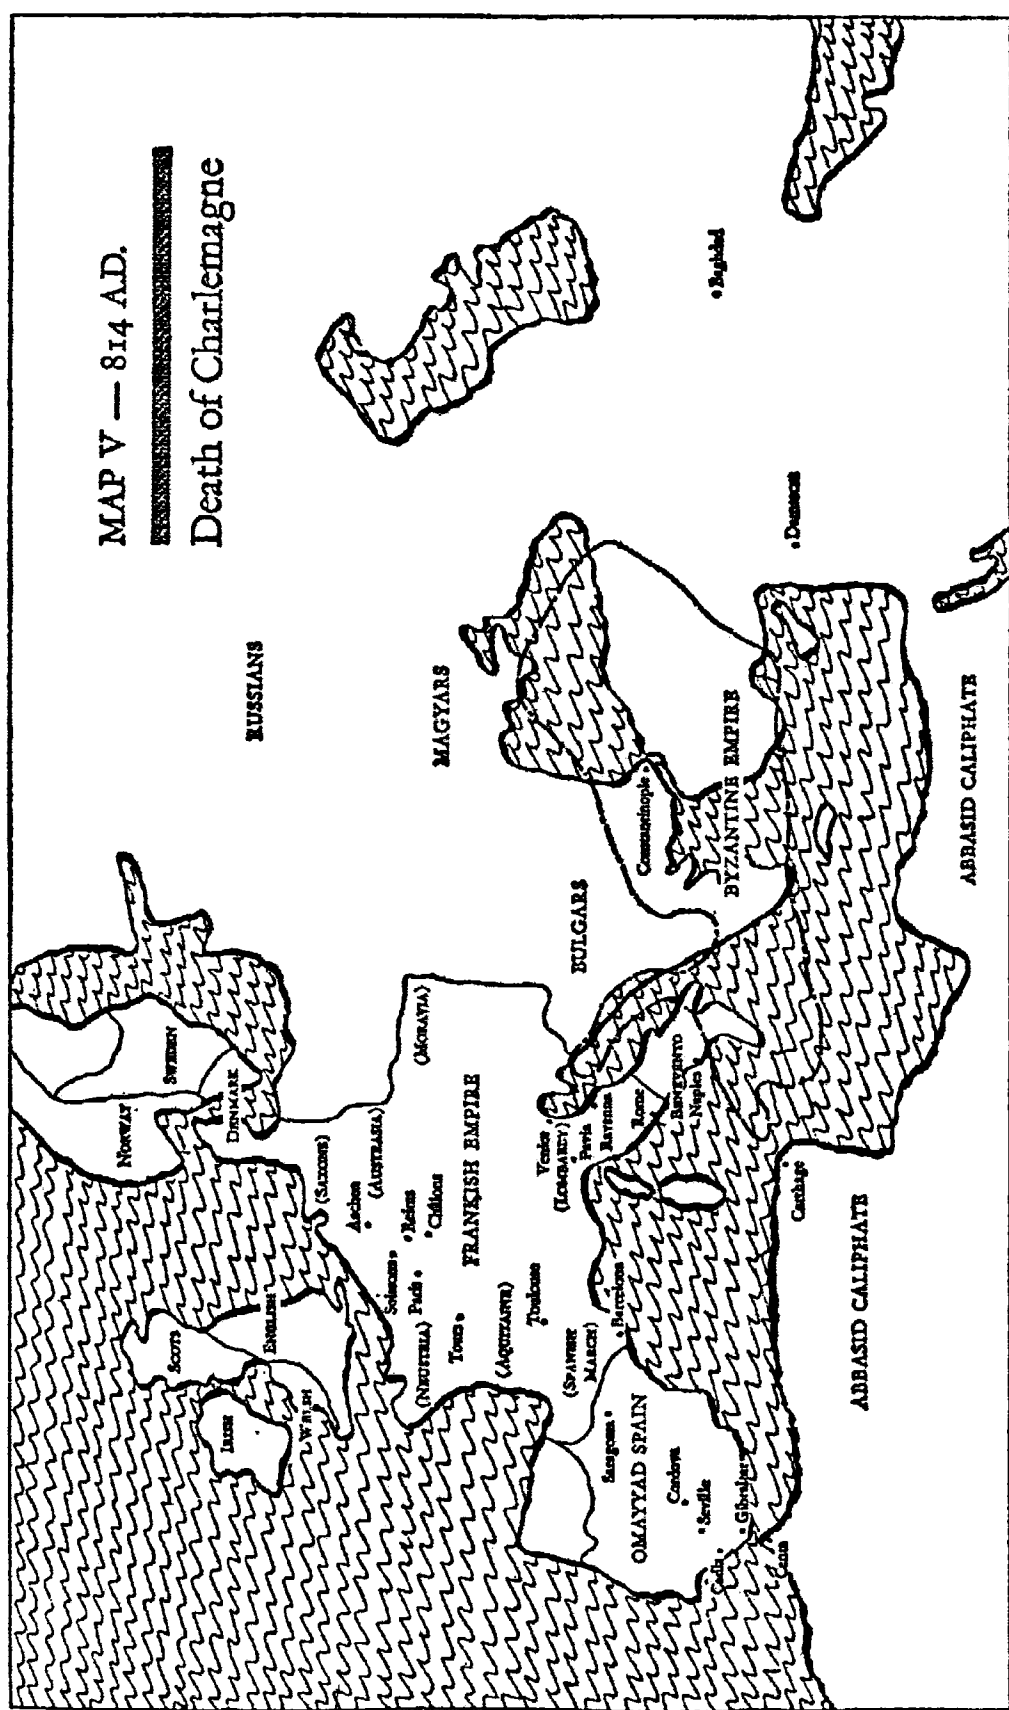 MAP V — 814 A.D.
Death of Charlemagne
NORWAY
SWEDEN
DENMARK
SCOTS
IRISH
ENGLISH
WELSH
RUSSIANS
MAGYARS
BULGARS
(SAXONS)
Aachen
(AUSTRASIA)
(MORAVIA)
Soissons
Reims
Paris
Châlons
(NEUSTRIA)
Tours
FRANKISH EMPIRE
(AQUITAINE)
Toulouse
(SPANISH
MARCH)
Barcelona
Saragossa
OMAYYAD SPAIN
Cordova
Seville
Cadiz
Gibraltar
Ceuta
Venice
(LOMBARDY)
Pavia
Ravenna
Rome
BENEVENTO
Naples
Carthage
Constantinople
BYZANTINE EMPIRE
Damascus
Baghdad
ABBASID CALIPHATE
ABBASID CALIPHATE